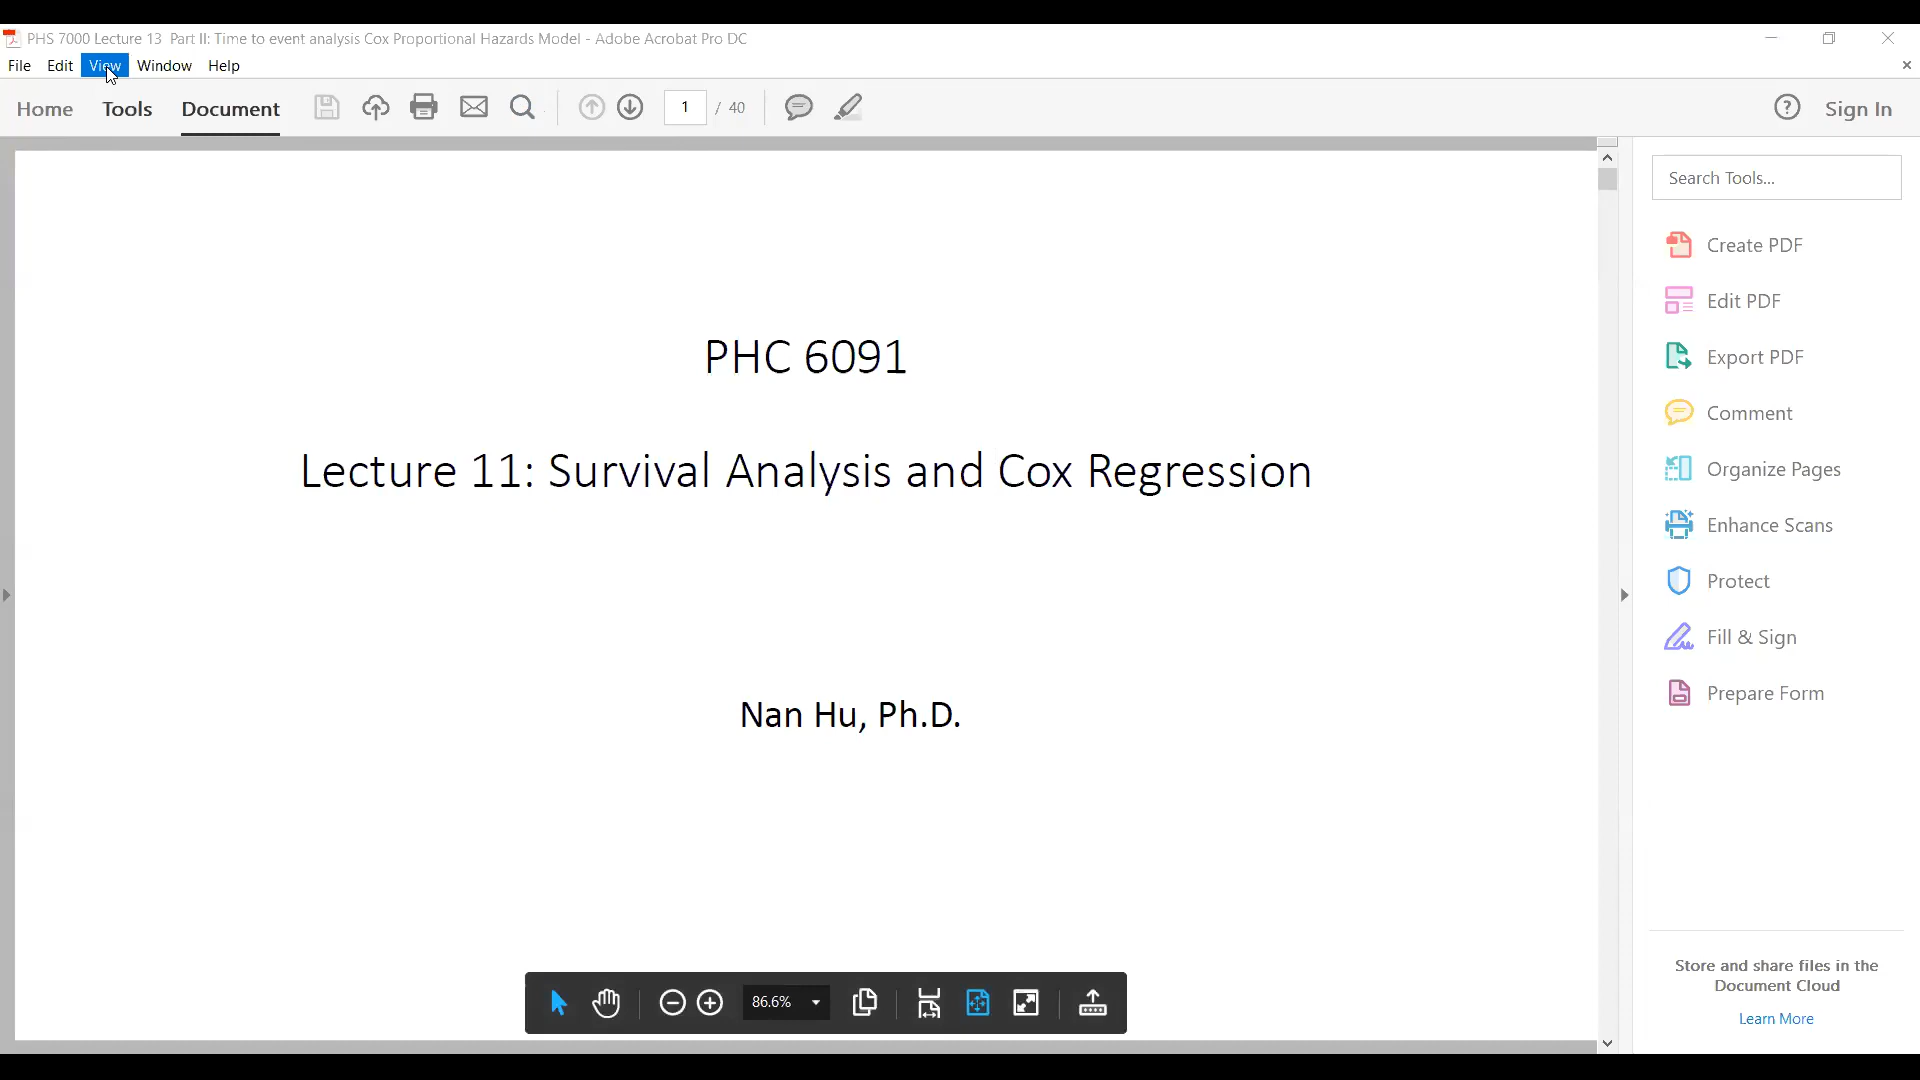 PHS 7000 Lecture 13  Part II: Time to event analysis Cox Proportional Hazards Model - Adobe Acrobat Pro DC
File Edit View Window Help
Home Tools Document 1 / 40 Sign In
Search Tools...
Create PDF
Edit PDF
Export PDF
Comment
Organize Pages
Enhance Scans
Protect
Fill & Sign
Prepare Form
PHC 6091
Lecture 11: Survival Analysis and Cox Regression
Nan Hu, Ph.D.
86.6%
Store and share files in the
Document Cloud
Learn More